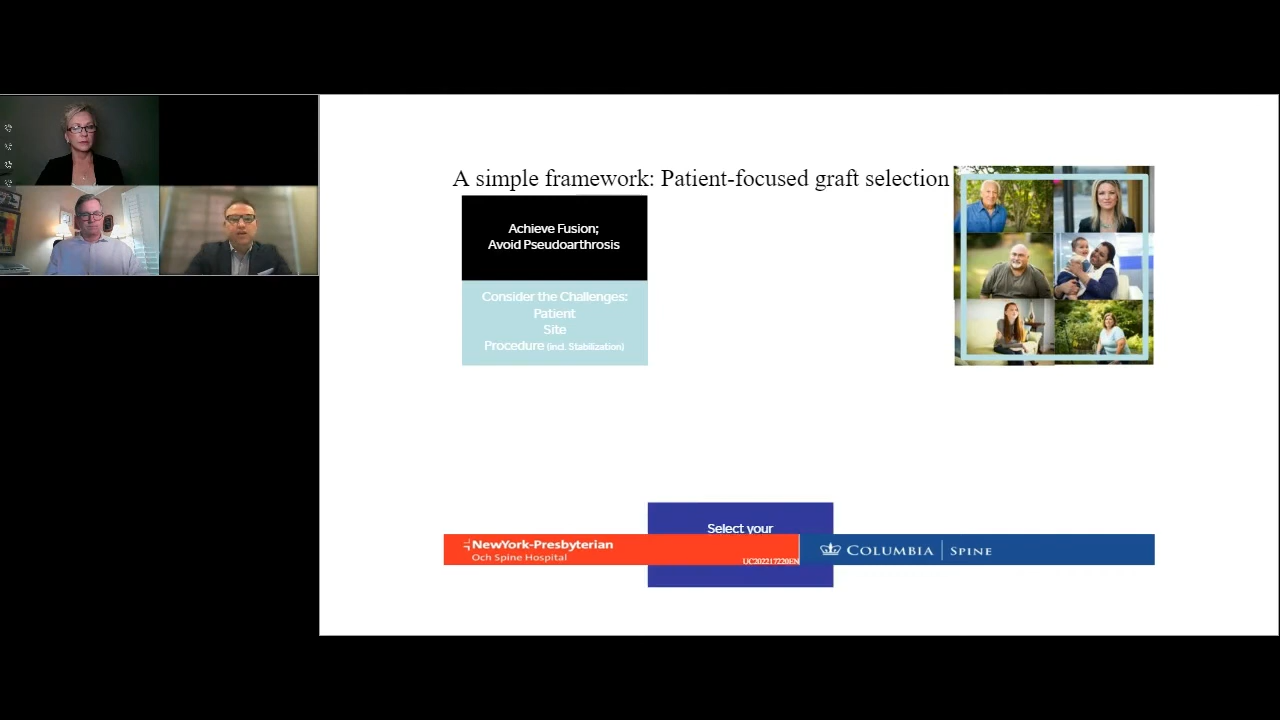 A simple framework: Patient-focused graft selection
Achieve Fusion;
Avoid Pseudoarthrosis
Consider the Challenges:
Patient
Site
Procedure (incl. Stabilization)
Select your
NewYork-Presbyterian
Och Spine Hospital
UC202217229EN
COLUMBIA | SPINE